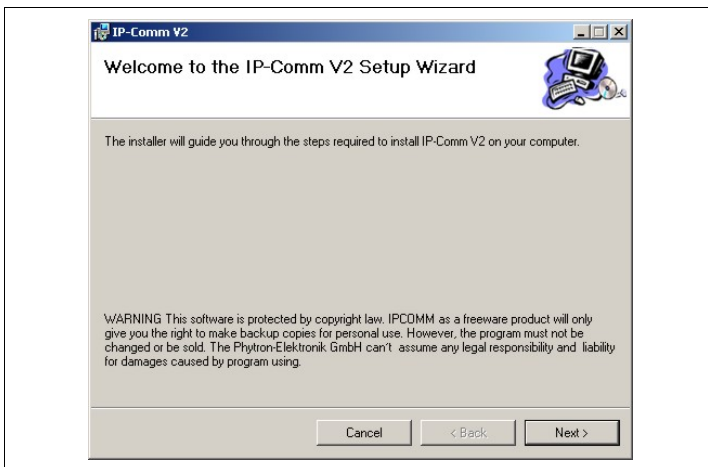 IP-Comm V2
Welcome to the IP-Comm V2 Setup Wizard
The installer will guide you through the steps required to install IP-Comm V2 on your computer.
WARNING This software is protected by copyright law. IPCOMM as a freeware product will only
give you the right to make backup copies for personal use. However, the program must not be
changed or be sold. The Phytron-Elektronik GmbH can´t assume any legal responsibility and liability
for damages caused by program using.
Cancel
< Back
Next >